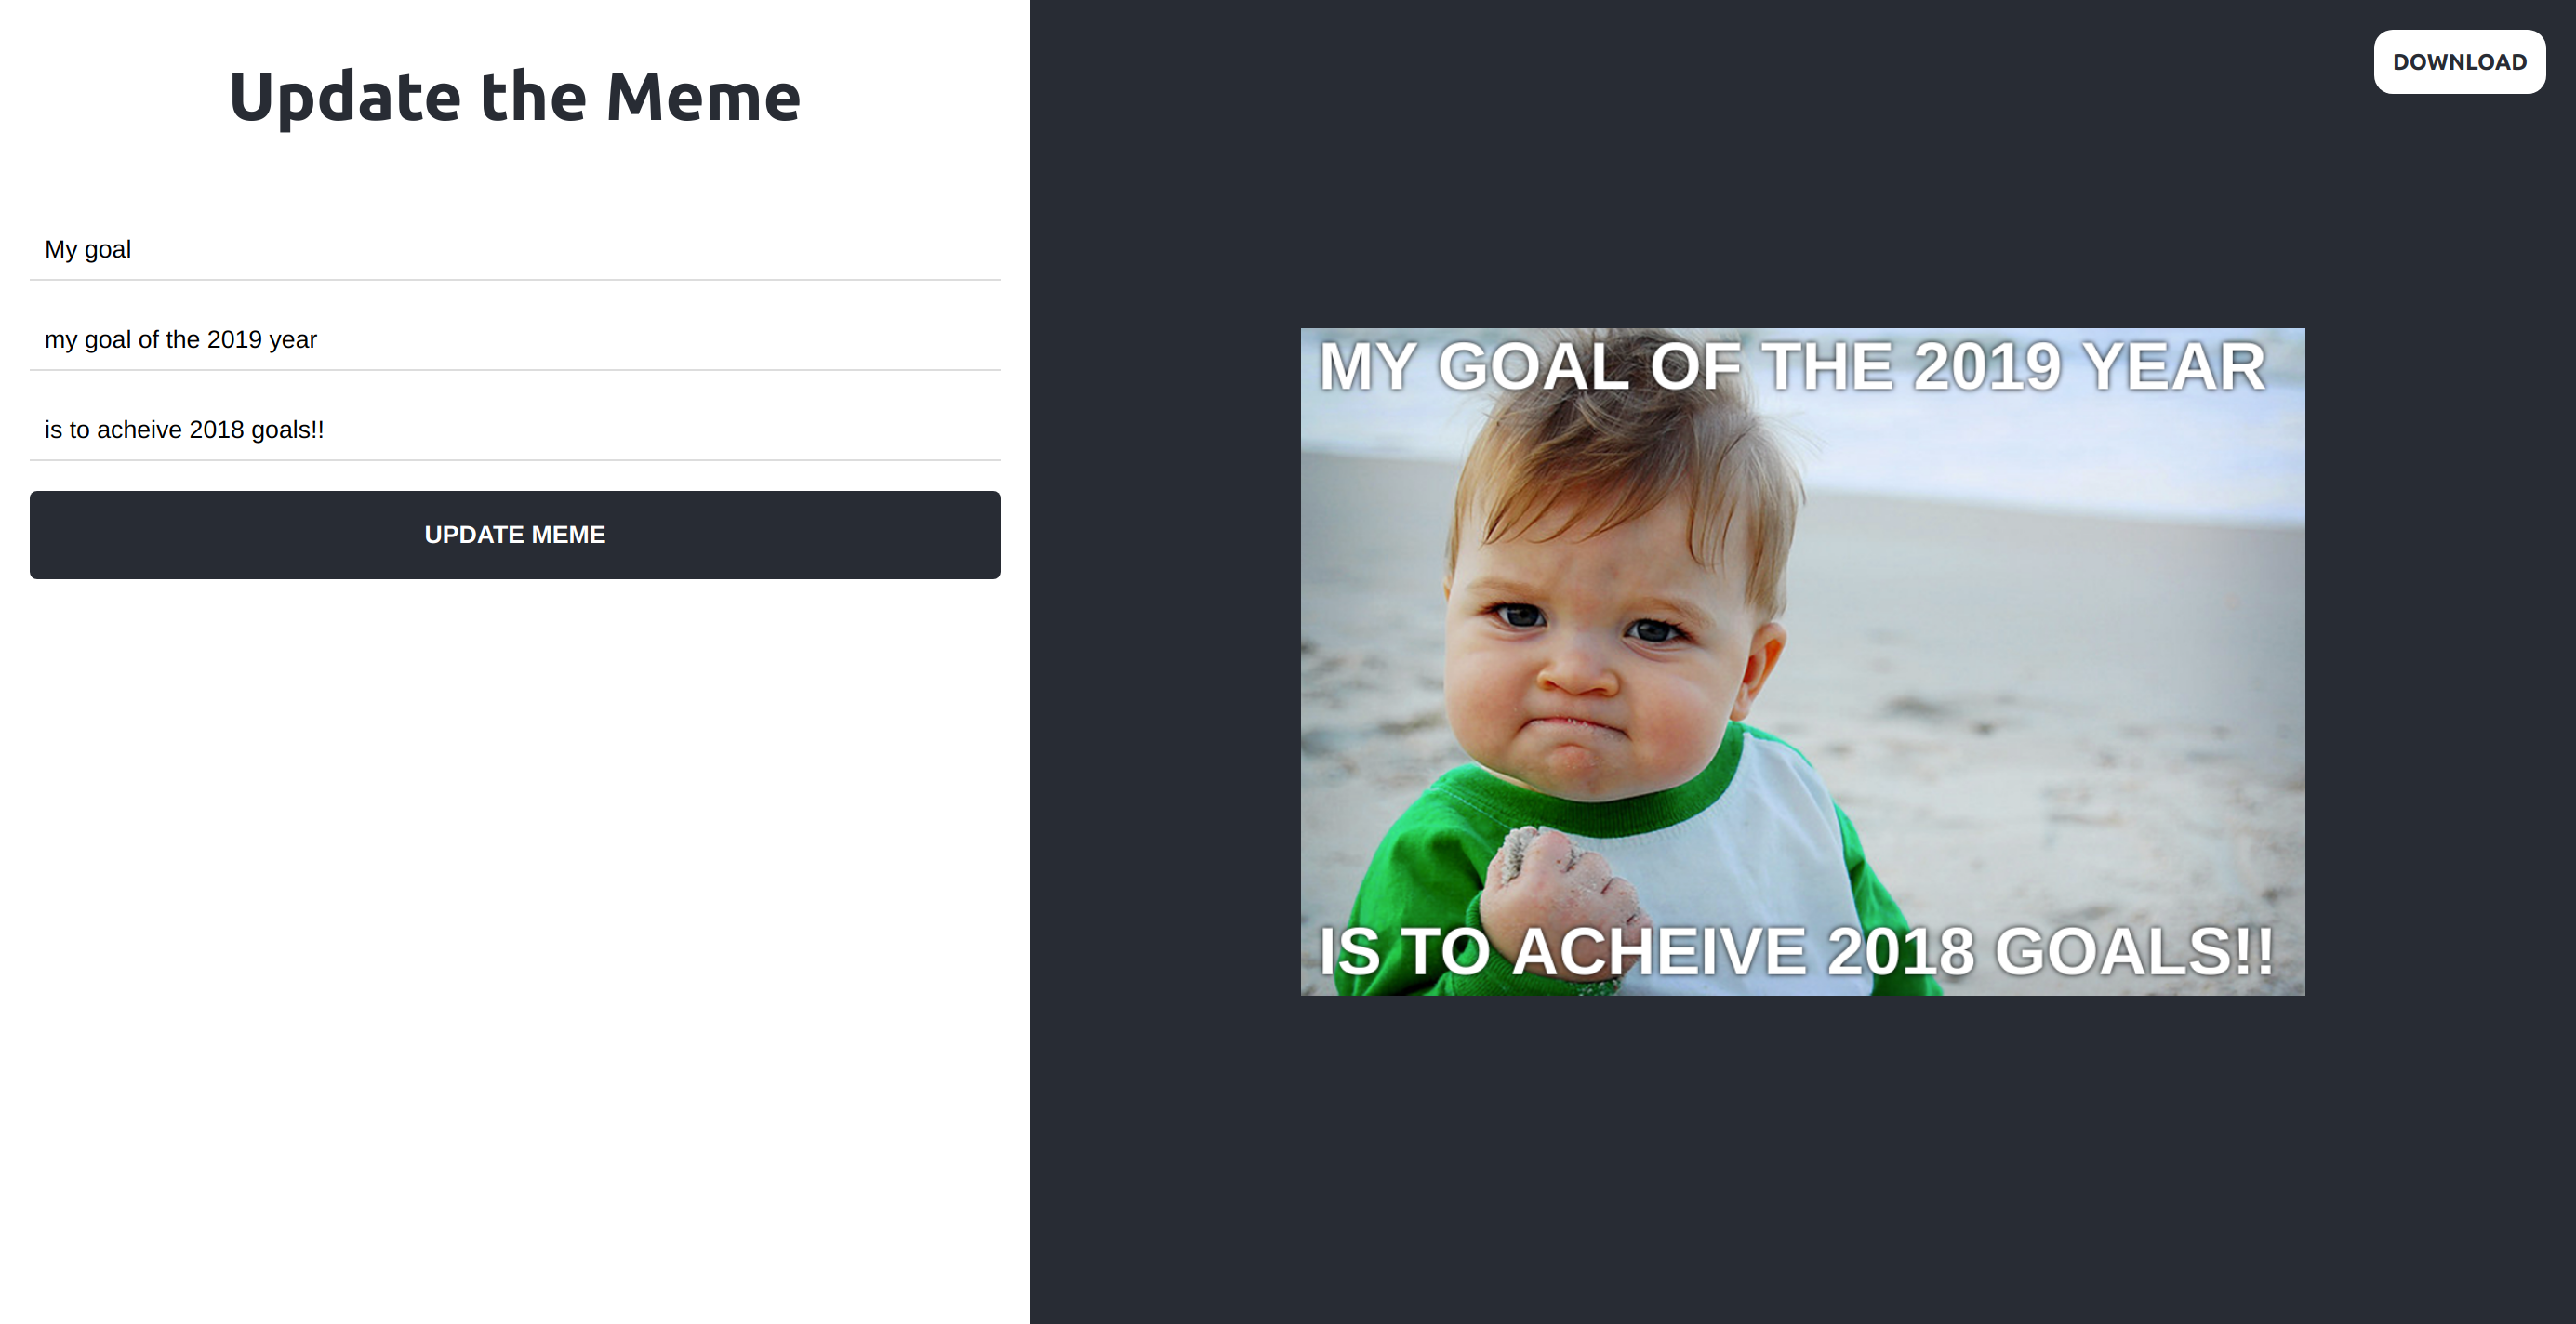 Update the Meme
My goal
my goal of the 2019 year
is to acheive 2018 goals!!
UPDATE MEME
DOWNLOAD
MY GOAL OF THE 2019 YEAR
IS TO ACHEIVE 2018 GOALS!!